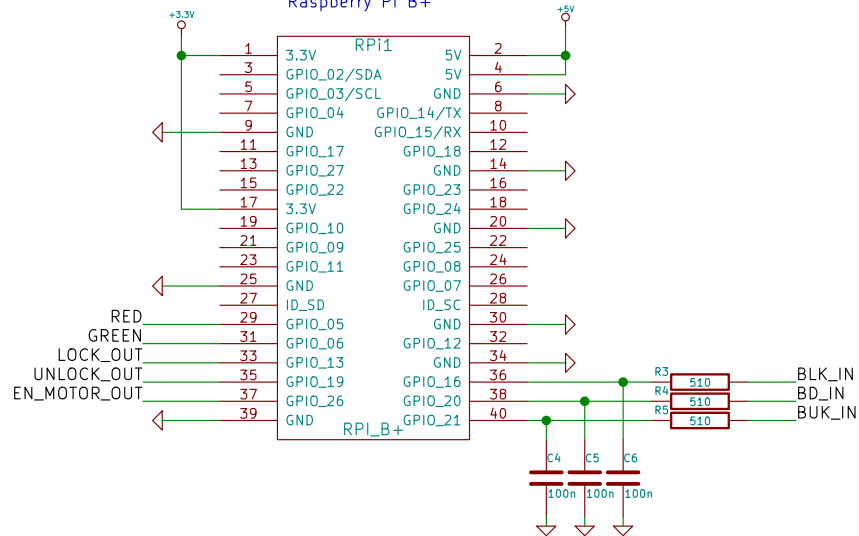 Raspberry Pi B+
+3.3V
+5V
RPi1
1 3.3V 5V 2
3 GPIO_02/SDA 5V 4
5 GPIO_03/SCL GND 6
7 GPIO_04 GPIO_14/TX 8
9 GND GPIO_15/RX 10
11 GPIO_17 GPIO_18 12
13 GPIO_27 GND 14
15 GPIO_22 GPIO_23 16
17 3.3V GPIO_24 18
19 GPIO_10 GND 20
21 GPIO_09 GPIO_25 22
23 GPIO_11 GPIO_08 24
25 GND GPIO_07 26
27 ID_SD ID_SC 28
RED 29 GPIO_05 GND 30
GREEN 31 GPIO_06 GPIO_12 32
LOCK_OUT 33 GPIO_13 GND 34
UNLOCK_OUT 35 GPIO_19 GPIO_16 36 R3 510 BLK_IN
EN_MOTOR_OUT 37 GPIO_26 GPIO_20 38 R4 510 BD_IN
39 GND GPIO_21 40 R5 510 BUK_IN
RPI_B+
C4 C5 C6
100n 100n 100n